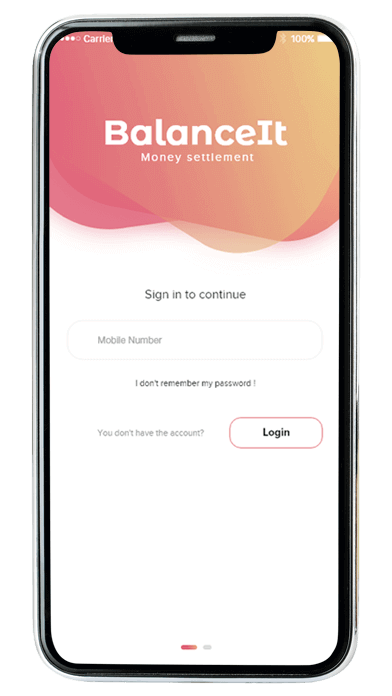 Carrier
100%
BalanceIt
Money settlement
Sign in to continue
Mobile Number
I don't remember my password !
You don't have the account?
Login